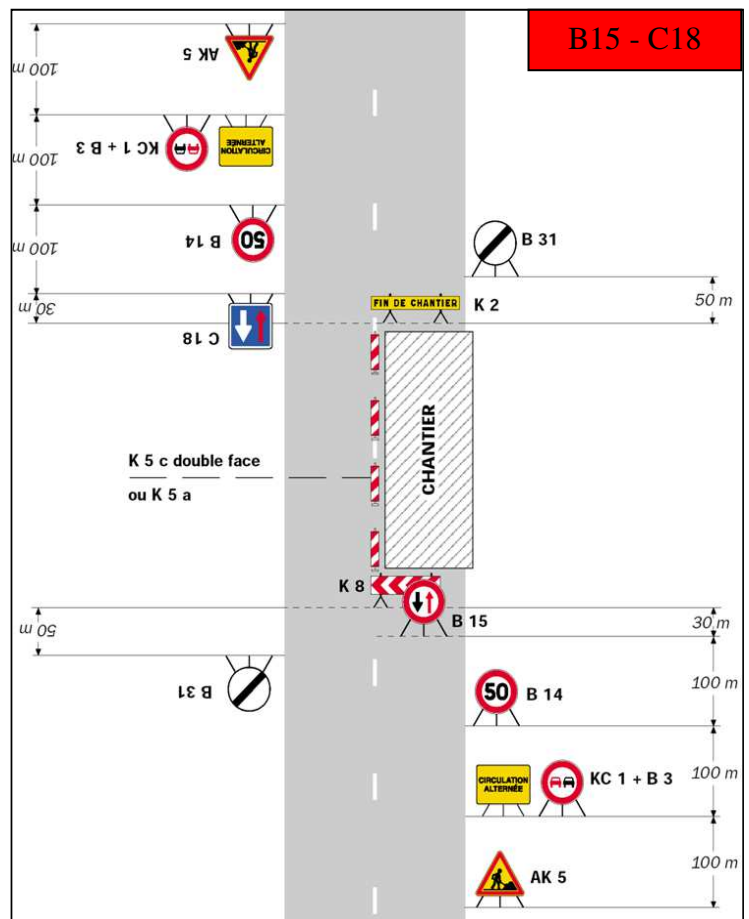 B15 - C18
AK 5
100 m
CIRCULATION
ALTERNÉE
KC 1 + B 3
100 m
50
B 14
100 m
B 31
50 m
30 m
FIN DE CHANTIER
K 2
C 18
K 5 c double face
ou K 5 a
CHANTIER
K 8
B 15
30 m
50 m
B 31
100 m
50
B 14
CIRCULATION
ALTERNÉE
KC 1 + B 3
100 m
AK 5
100 m